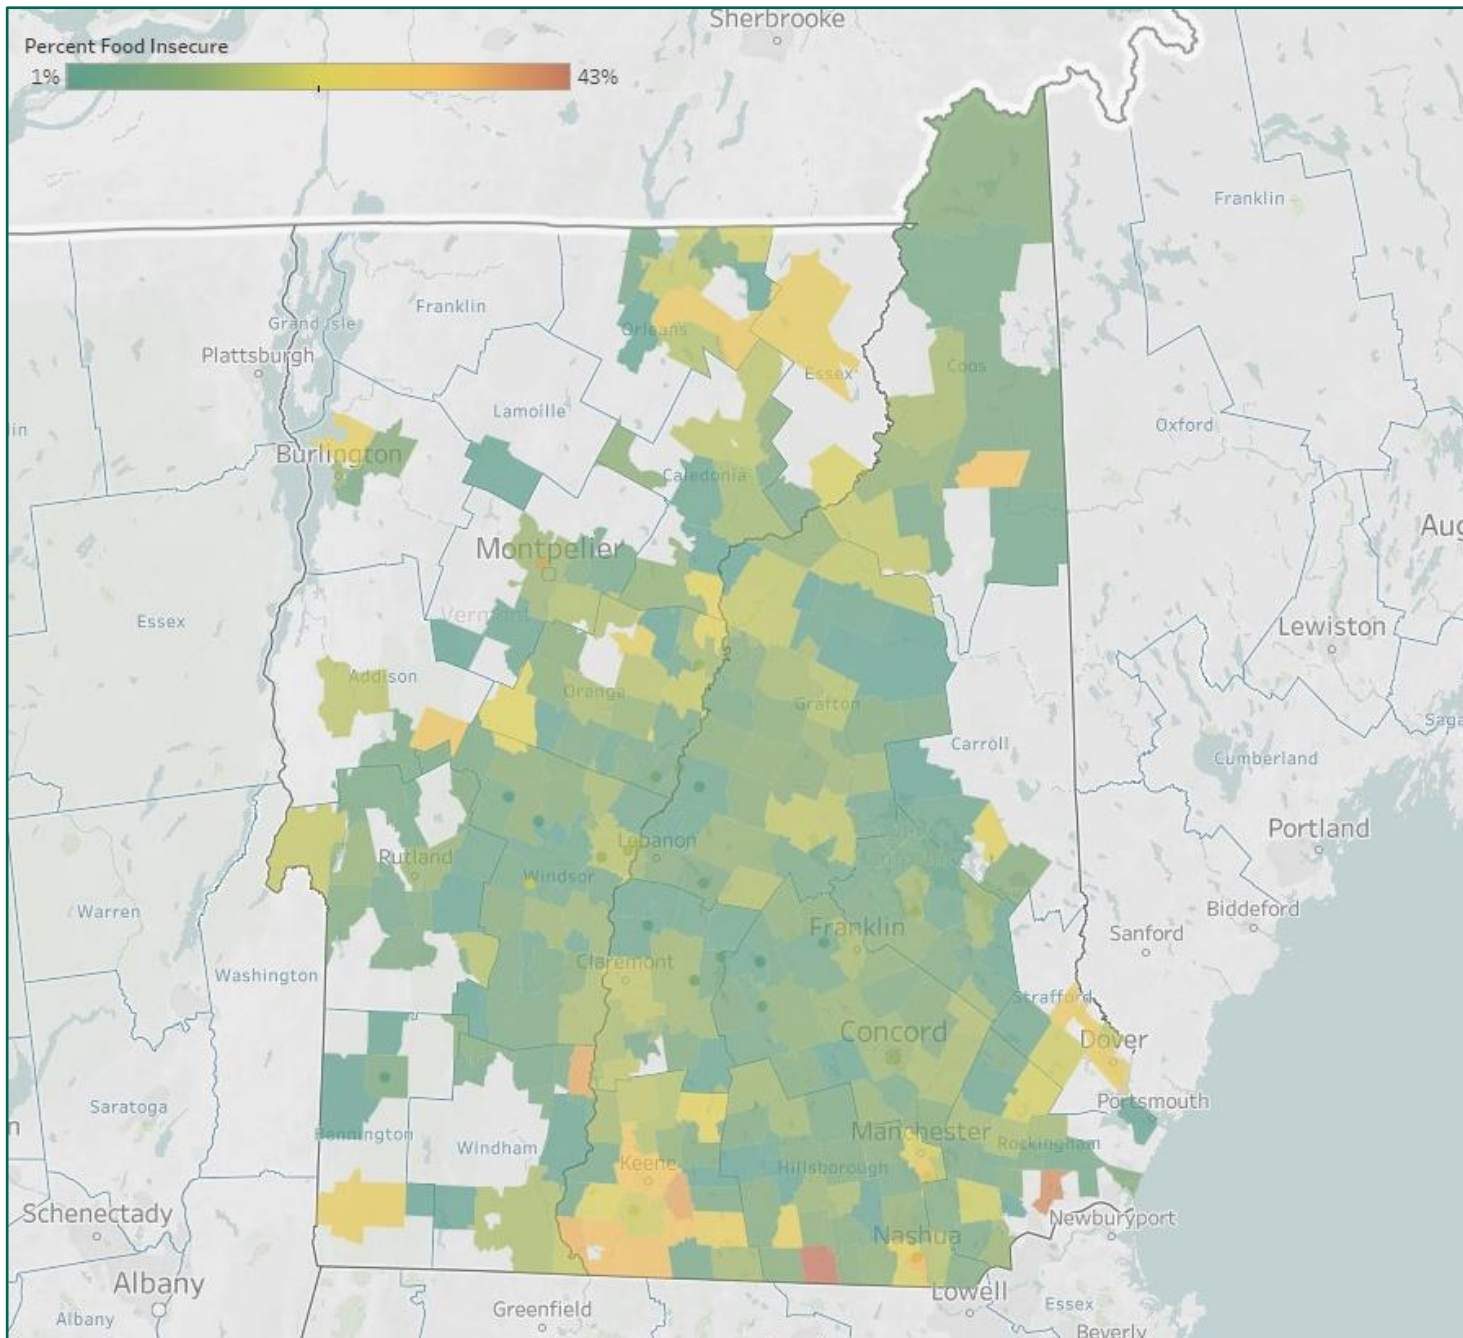 Sherbrooke
Percent Food Insecure
1%
43%
Franklin
Franklin
Grand Isle
Orleans
Plattsburgh
Essex
Coos
Lamoille
Oxford
lin
Burlington
Caledonia
Aug
Montpelier
Vermont
Essex
Lewiston
Addison
Orange
Grafton
Saga
Carroll
Cumberland
Portland
Lebanon
Rutland
Windsor
Warren
Biddeford
Franklin
Sanford
Claremont
Washington
Strafford
Concord
Dover
Saratoga
Portsmouth
n
Bennington
Manchester
Windham
Rockingham
Keene
Hillsborough
Schenectady
Newburyport
Nashua
Albany
Lowell
Greenfield
Essex
Albany
Beverly